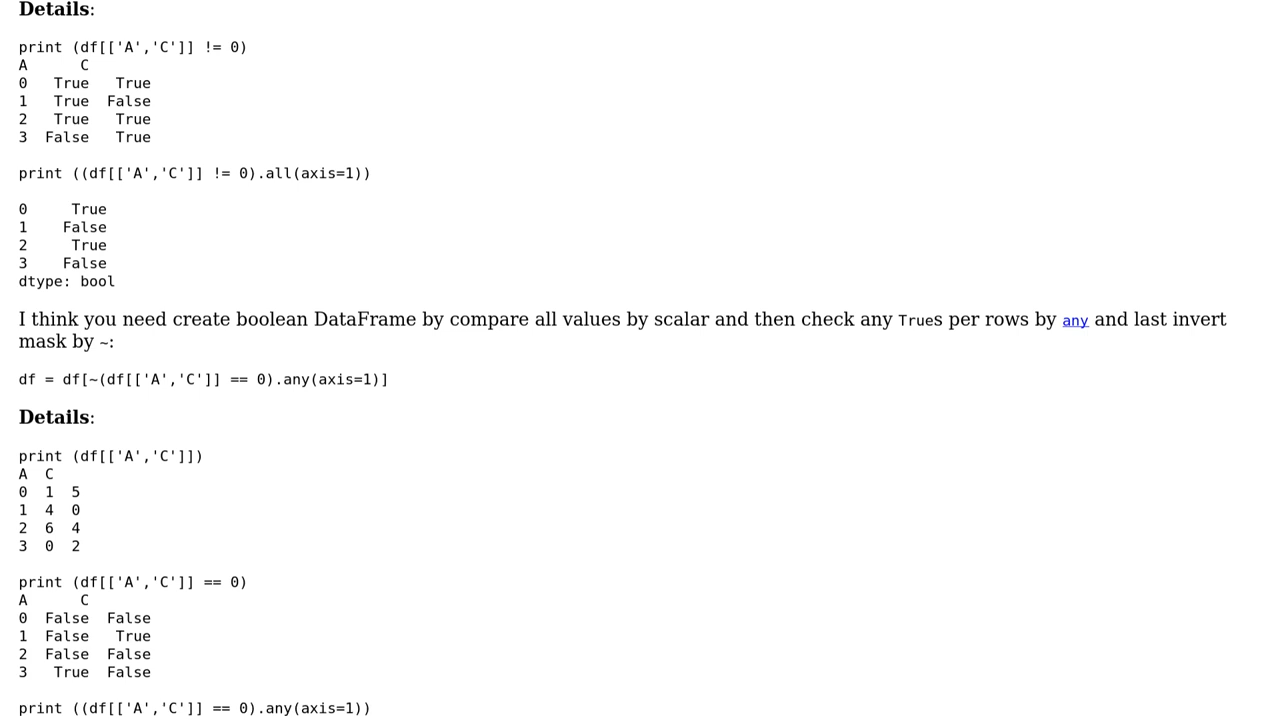 Details:
print (df[['A','C']] != 0)
A      C
0   True   True
1   True  False
2   True   True
3  False   True
print ((df[['A','C']] != 0).all(axis=1))
0     True
1    False
2     True
3    False
dtype: bool
I think you need create boolean DataFrame by compare all values by scalar and then check any Trues per rows by any and last invert
mask by ~:
df = df[~(df[['A','C']] == 0).any(axis=1)]
Details:
print (df[['A','C']])
A  C
0  1  5
1  4  0
2  6  4
3  0  2
print (df[['A','C']] == 0)
A      C
0  False  False
1  False   True
2  False  False
3   True  False
print ((df[['A','C']] == 0).any(axis=1))